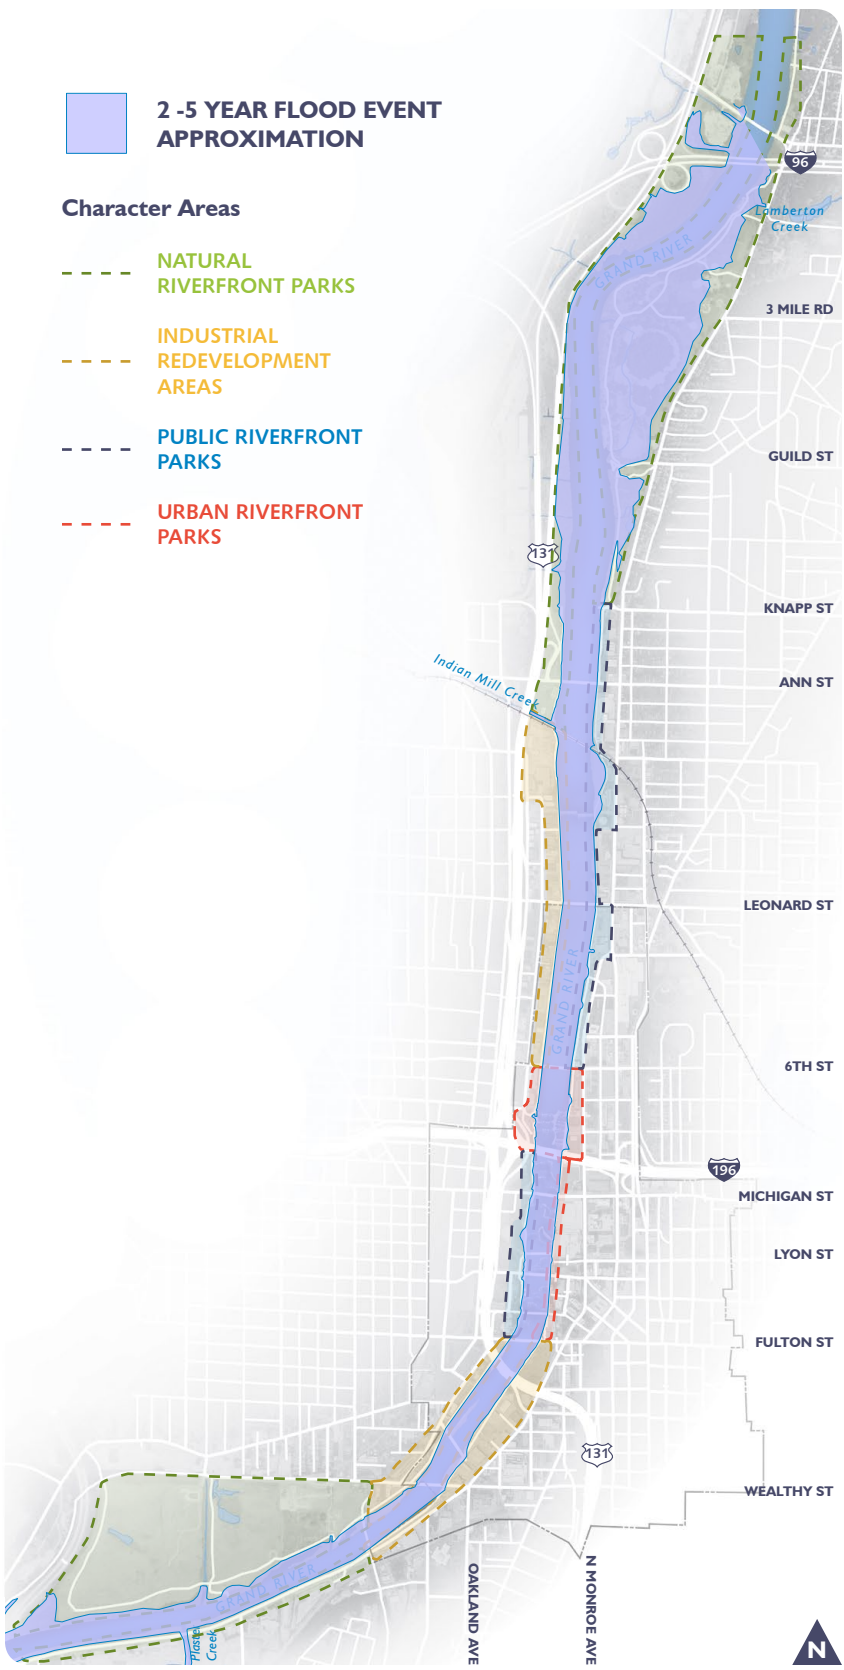 2 -5 YEAR FLOOD EVENT
APPROXIMATION
Character Areas
NATURAL
RIVERFRONT PARKS
INDUSTRIAL
REDEVELOPMENT
AREAS
PUBLIC RIVERFRONT
PARKS
URBAN RIVERFRONT
PARKS
96
Lamberton
Creek
GRAND RIVER
3 MILE RD
GUILD ST
131
KNAPP ST
Indian Mill Creek
ANN ST
LEONARD ST
GRAND RIVER
6TH ST
196
MICHIGAN ST
LYON ST
FULTON ST
131
WEALTHY ST
GRAND RIVER
Plaster
Creek
OAKLAND AVE
N MONROE AVE
N